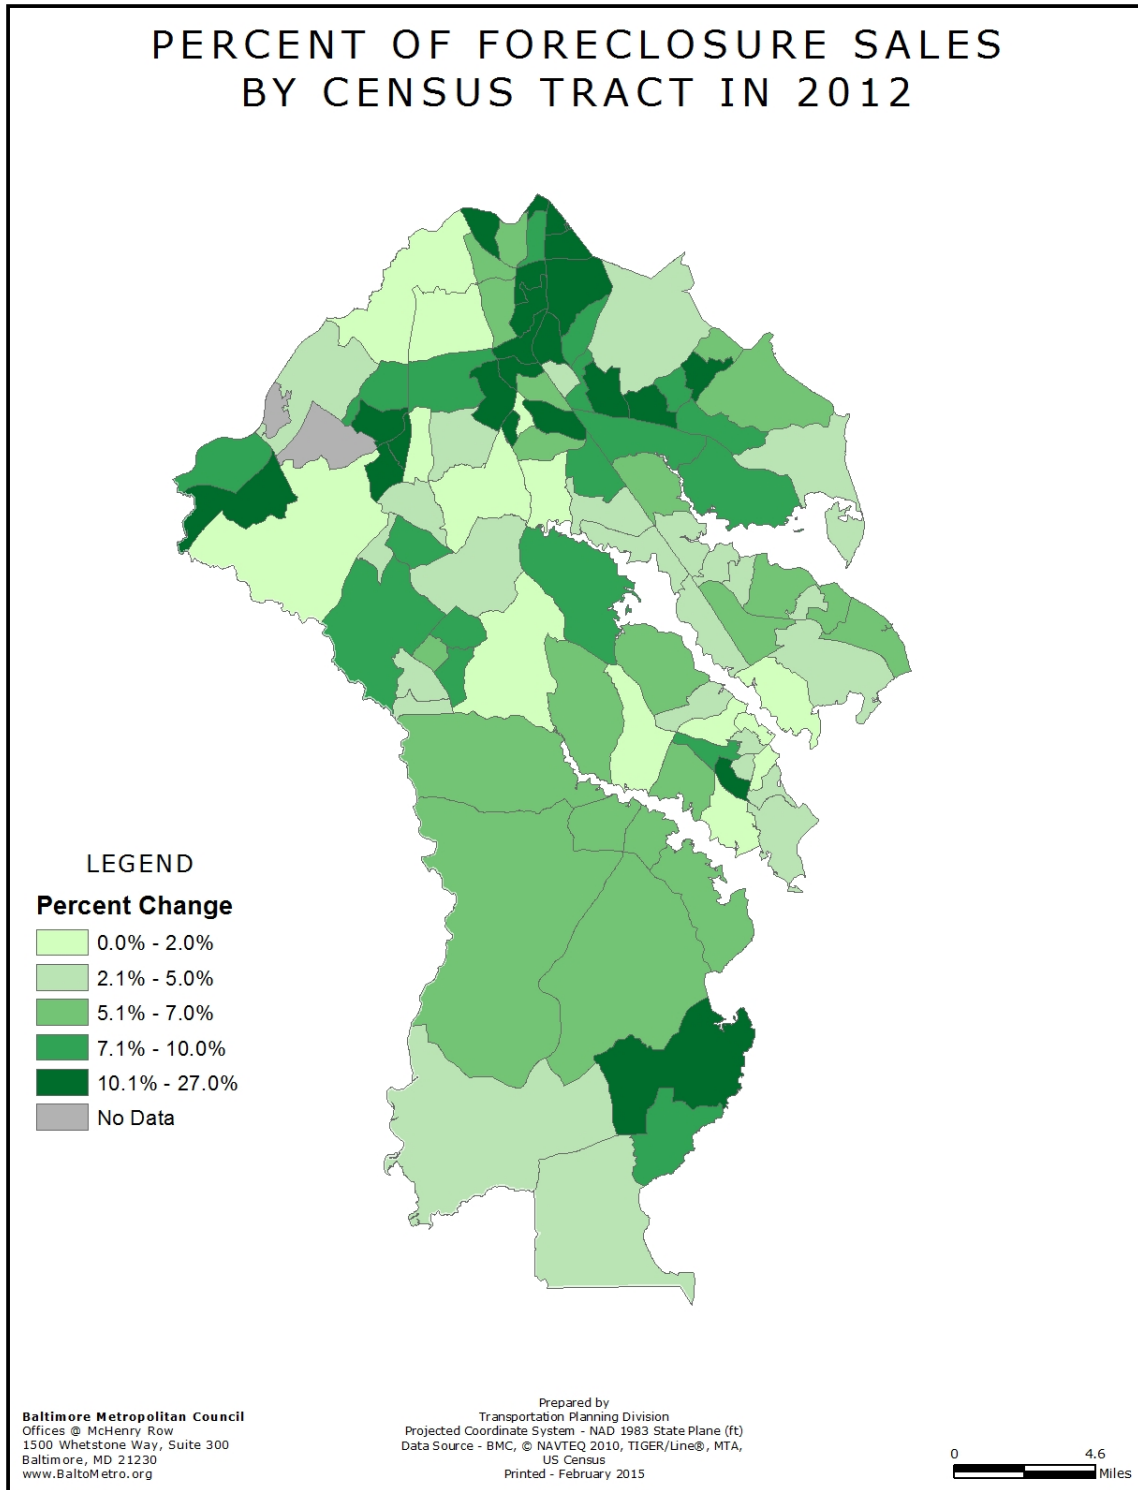 PERCENT OF FORECLOSURE SALES
BY CENSUS TRACT IN 2012
LEGEND
Percent Change
0.0% - 2.0%
2.1% - 5.0%
5.1% - 7.0%
7.1% - 10.0%
10.1% - 27.0%
No Data
Baltimore Metropolitan Council
Offices @ McHenry Row
1500 Whetstone Way, Suite 300
Baltimore, MD 21230
www.BaltoMetro.org
Prepared by
Transportation Planning Division
Projected Coordinate System - NAD 1983 State Plane (ft)
Data Source - BMC, © NAVTEQ 2010, TIGER/Line®, MTA,
US Census
Printed - February 2015
0 4.6
Miles